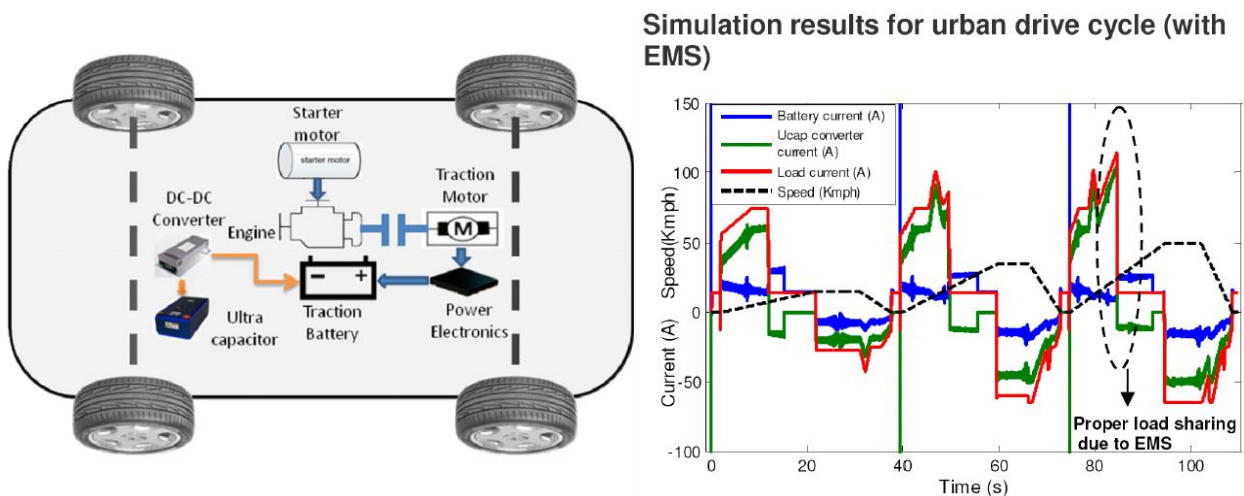 Starter
motor
starter motor
DC-DC
Converter
Traction
Motor
Engine
M
- +
Ultra
capacitor
Traction
Battery
Power
Electronics
Simulation results for urban drive cycle (with
EMS)
Battery current (A)
Ucap converter
current (A)
Load current (A)
Speed (Kmph)
Current (A) Speed(Kmph)
150
100
50
0
-50
-100
0 20 40 60 80 100
Time (s)
Proper load sharing
due to EMS